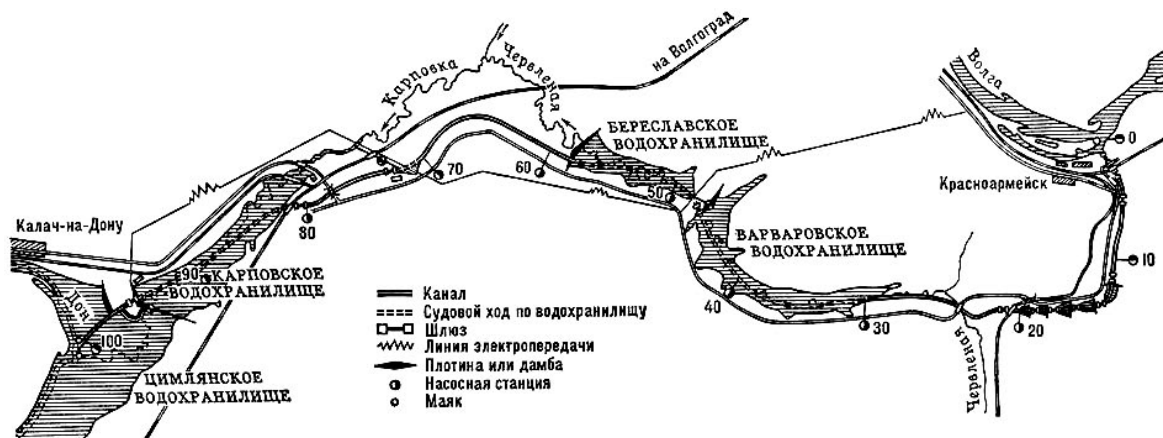 на Волгоград
Карповка
Червленая
Волга
0
БЕРЕСЛАВСКОЕ
ВОДОХРАНИЛИЩЕ
70
60
50
Красноармейск
Калач-на-Дону
80
ВАРВАРОВСКОЕ
ВОДОХРАНИЛИЩЕ
10
90
КАРПОВСКОЕ
ВОДОХРАНИЛИЩЕ
Дон
40
30
20
100
Червленая
ЦИМЛЯНСКОЕ
ВОДОХРАНИЛИЩЕ
Канал
Судовой ход по водохранилищу
Шлюз
Линия электропередачи
Плотина или дамба
Насосная станция
Маяк